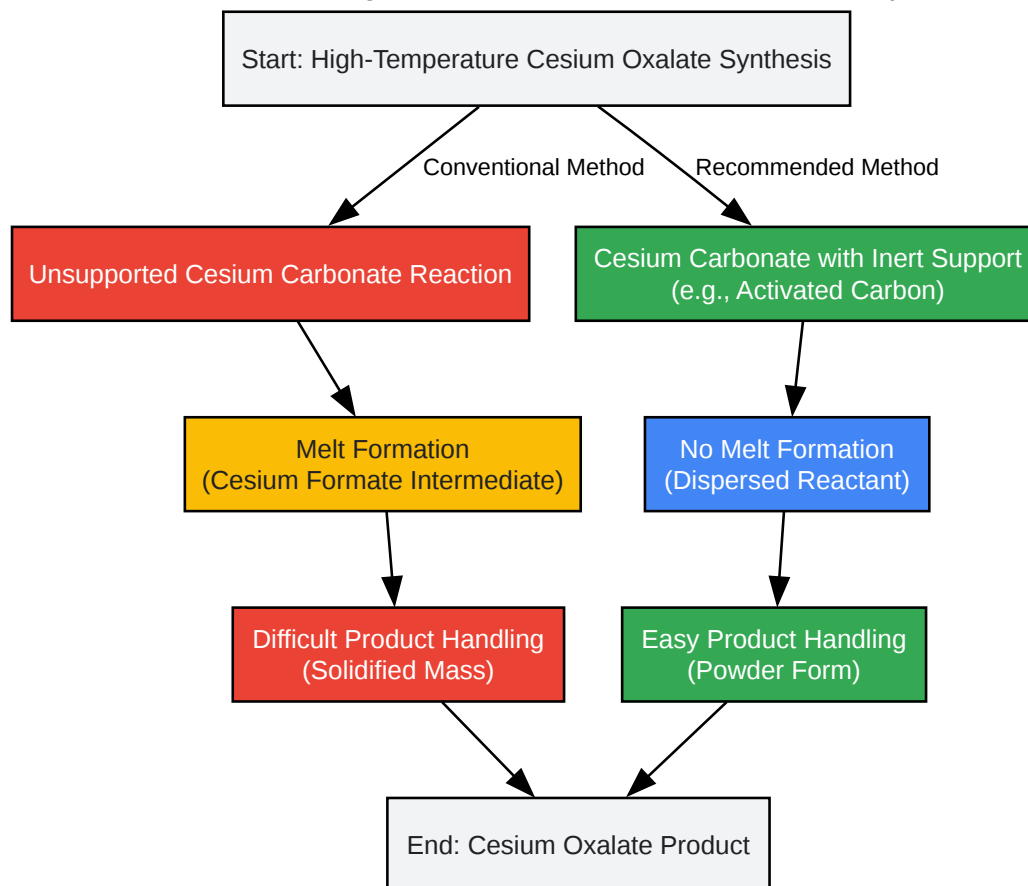 Start: High-Temperature Cesium Oxalate Synthesis
Conventional Method
Recommended Method
Unsupported Cesium Carbonate Reaction
Cesium Carbonate with Inert Support
(e.g., Activated Carbon)
Melt Formation
(Cesium Formate Intermediate)
No Melt Formation
(Dispersed Reactant)
Difficult Product Handling
(Solidified Mass)
Easy Product Handling
(Powder Form)
End: Cesium Oxalate Product